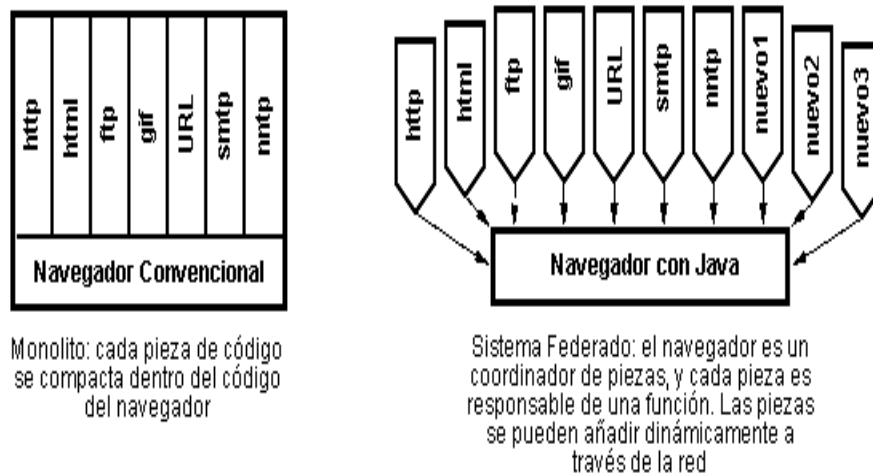 http
html
ftp
gif
URL
smtp
nntp
Navegador Convencional
Monolito: cada pieza de código
se compacta dentro del código
del navegador
http
html
ftp
gif
URL
smtp
nntp
nuevo1
nuevo2
nuevo3
Navegador con Java
Sistema Federado: el navegador es un
coordinador de piezas, y cada pieza es
responsable de una función. Las piezas
se pueden añadir dinámicamente a
través de la red